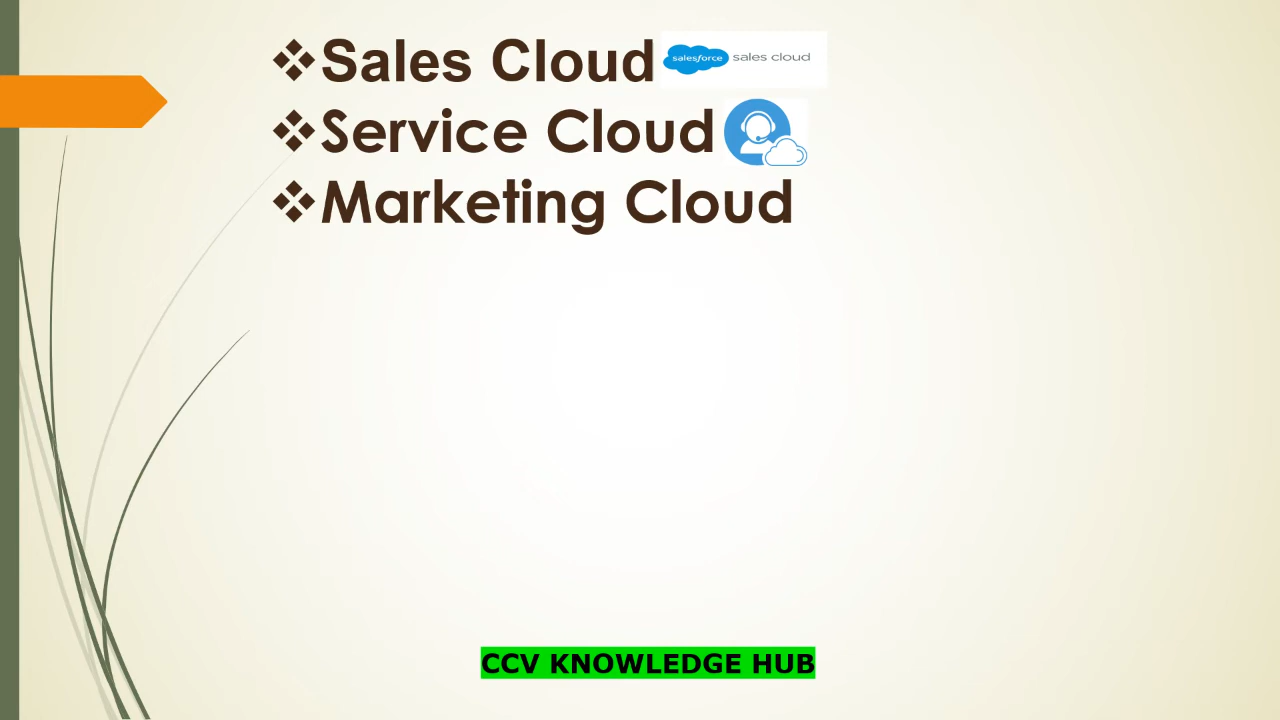 ❖Sales Cloud salesforce sales cloud
❖Service Cloud
❖Marketing Cloud
CCV KNOWLEDGE HUB